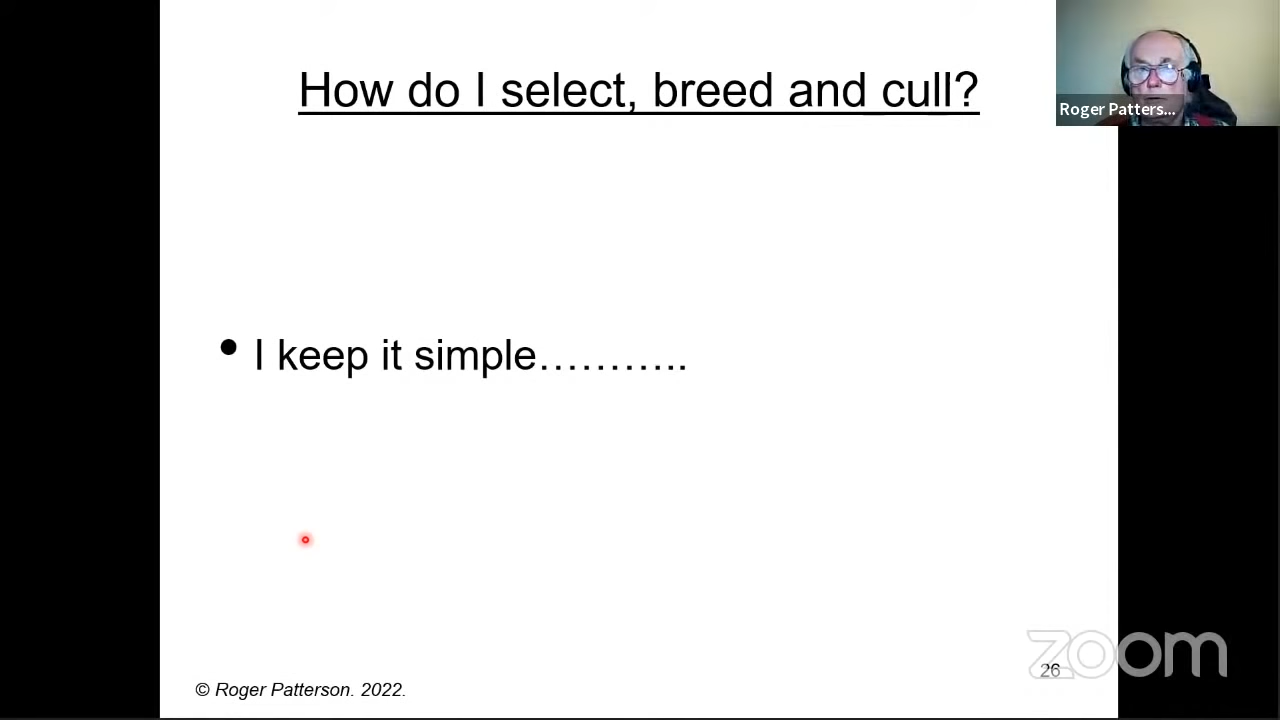 How do I select, breed and cull?
Roger Patters...
• I keep it simple………..
zoom
26
© Roger Patterson. 2022.